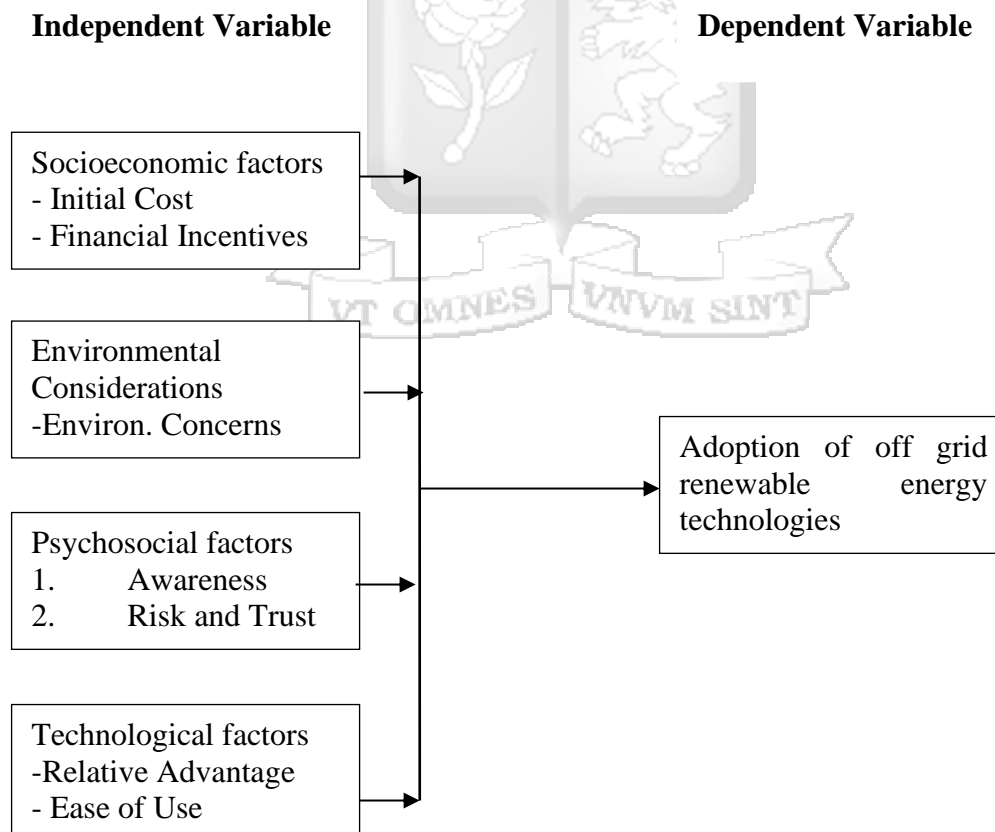 Independent Variable
Dependent Variable
Socioeconomic factors
- Initial Cost
- Financial Incentives
VT OMNES VNVM SINT
Environmental
Considerations
-Environ. Concerns
Adoption of off grid
renewable energy
technologies
Psychosocial factors
1. Awareness
2. Risk and Trust
Technological factors
-Relative Advantage
- Ease of Use